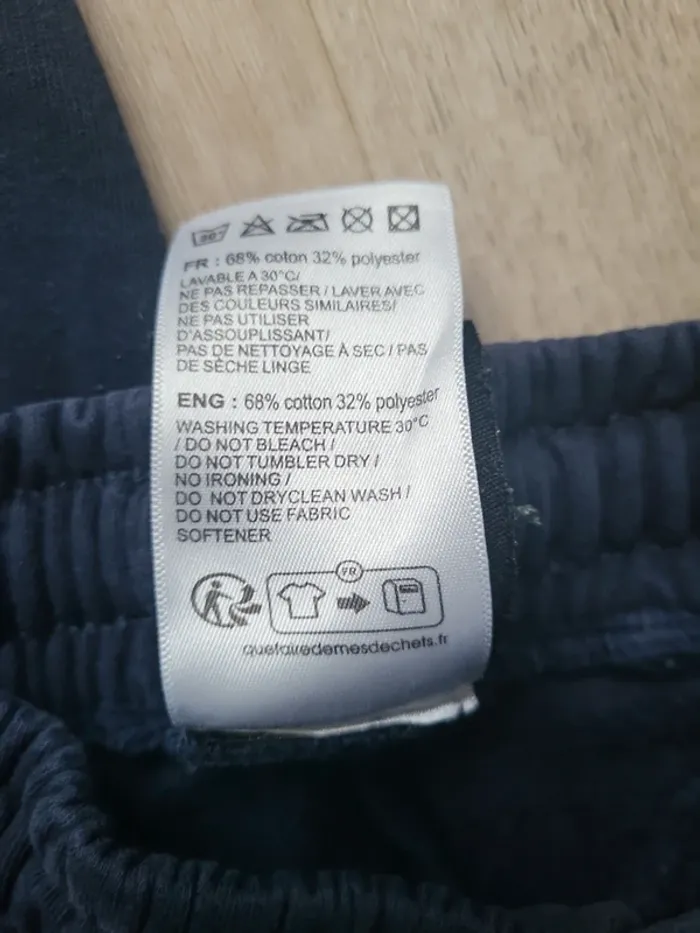 30°
FR : 68% coton 32% polyester
LAVABLE A 30°C/
NE PAS REPASSER / LAVER AVEC
DES COULEURS SIMILAIRES/
NE PAS UTILISER
D'ASSOUPLISSANT/
PAS DE NETTOYAGE À SEC / PAS
DE SÈCHE LINGE
ENG : 68% cotton 32% polyester
WASHING TEMPERATURE 30°C
/ DO NOT BLEACH /
DO NOT TUMBLER DRY /
NO IRONING /
DO NOT DRYCLEAN WASH /
DO NOT USE FABRIC
SOFTENER
FR
quefairedemesdechets.fr